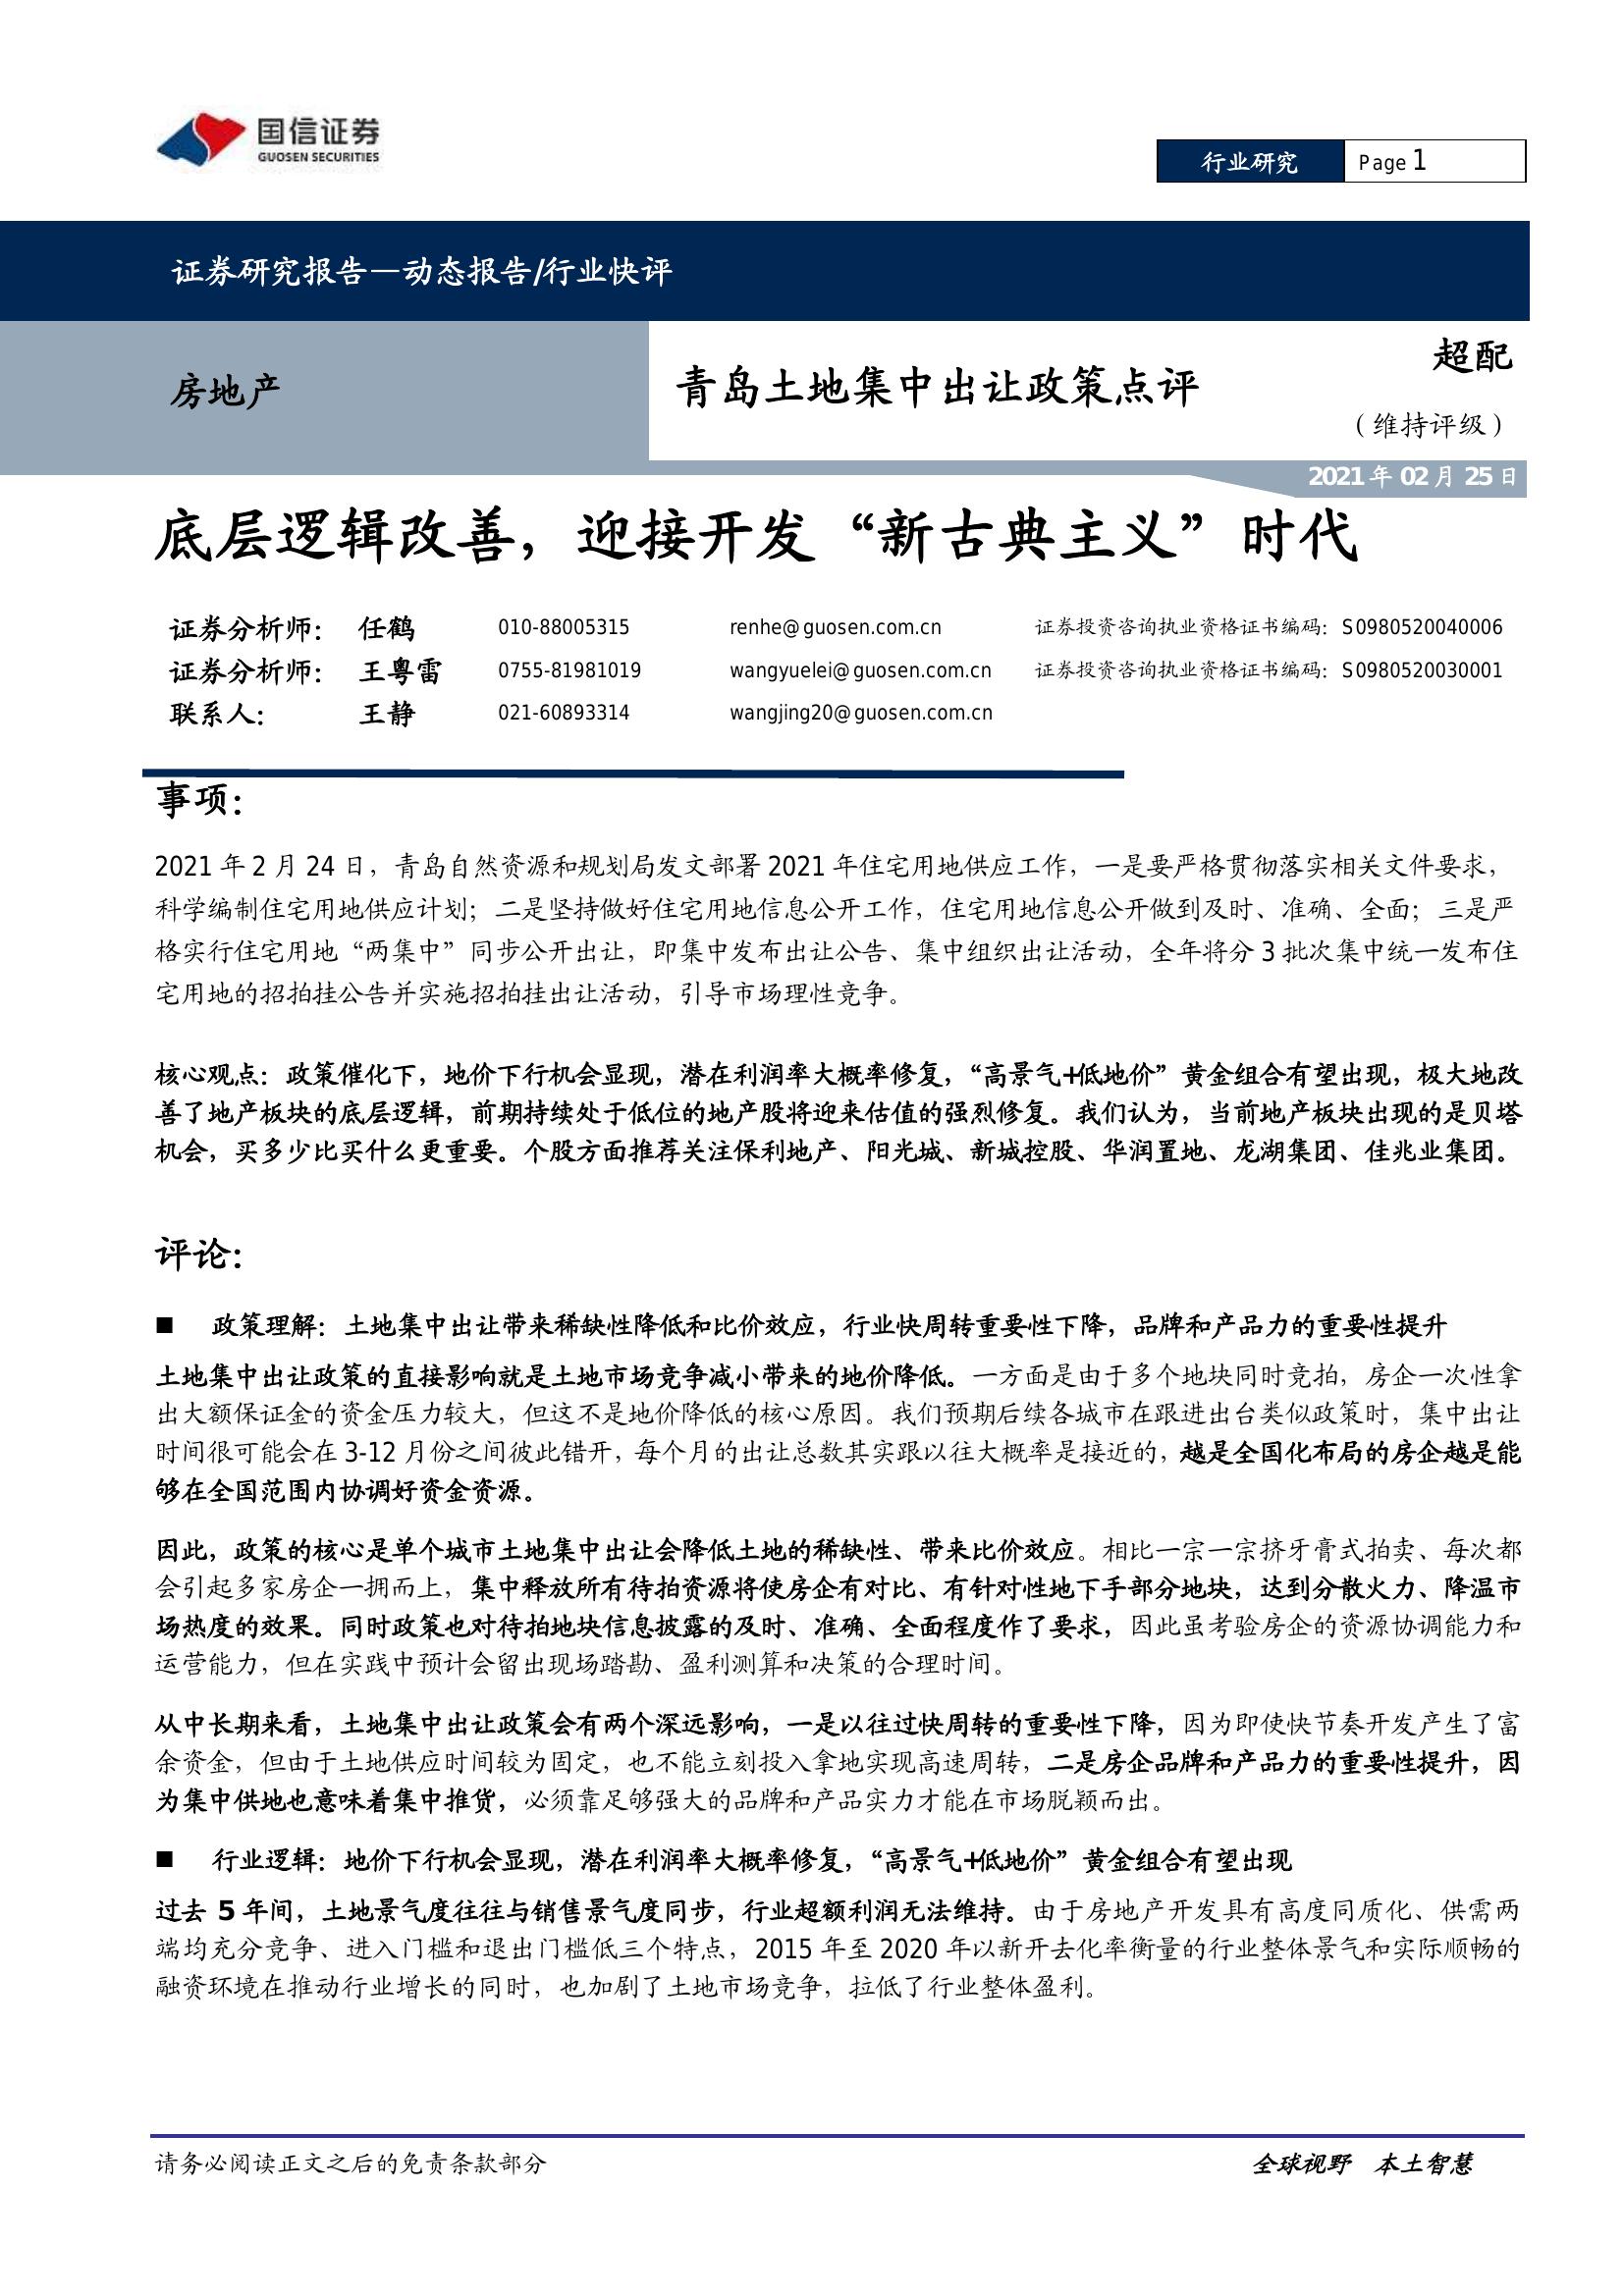 国信证券
GUOSEN SECURITIES
行业研究 Page 1
证券研究报告—动态报告/行业快评
房地产
青岛土地集中出让政策点评
超配
（维持评级）
2021 年 02 月 25 日
底层逻辑改善，迎接开发“新古典主义”时代
证券分析师： 任鹤 010-88005315 renhe@guosen.com.cn 证券投资咨询执业资格证书编码：S0980520040006
证券分析师： 王粤雷 0755-81981019 wangyuelei@guosen.com.cn 证券投资咨询执业资格证书编码：S0980520030001
联系人： 王静 021-60893314 wangjing20@guosen.com.cn
事项：
2021 年 2 月 24 日，青岛自然资源和规划局发文部署 2021 年住宅用地供应工作，一是要严格贯彻落实相关文件要求，
科学编制住宅用地供应计划；二是坚持做好住宅用地信息公开工作，住宅用地信息公开做到及时、准确、全面；三是严
格实行住宅用地“两集中”同步公开出让，即集中发布出让公告、集中组织出让活动，全年将分 3 批次集中统一发布住
宅用地的招拍挂公告并实施招拍挂出让活动，引导市场理性竞争。
核心观点：政策催化下，地价下行机会显现，潜在利润率大概率修复，“高景气+低地价”黄金组合有望出现，极大地改
善了地产板块的底层逻辑，前期持续处于低位的地产股将迎来估值的强烈修复。我们认为，当前地产板块出现的是贝塔
机会，买多少比买什么更重要。个股方面推荐关注保利地产、阳光城、新城控股、华润置地、龙湖集团、佳兆业集团。
评论：
■ 政策理解：土地集中出让带来稀缺性降低和比价效应，行业快周转重要性下降，品牌和产品力的重要性提升
土地集中出让政策的直接影响就是土地市场竞争减小带来的地价降低。一方面是由于多个地块同时竞拍，房企一次性拿
出大额保证金的资金压力较大，但这不是地价降低的核心原因。我们预期后续各城市在跟进出台类似政策时，集中出让
时间很可能会在 3-12 月份之间彼此错开，每个月的出让总数其实跟以往大概率是接近的，越是全国化布局的房企越是能
够在全国范围内协调好资金资源。
因此，政策的核心是单个城市土地集中出让会降低土地的稀缺性、带来比价效应。相比一宗一宗挤牙膏式拍卖、每次都
会引起多家房企一拥而上，集中释放所有待拍资源将使房企有对比、有针对性地下手部分地块，达到分散火力、降温市
场热度的效果。同时政策也对待拍地块信息披露的及时、准确、全面程度作了要求，因此虽考验房企的资源协调能力和
运营能力，但在实践中预计会留出现场踏勘、盈利测算和决策的合理时间。
从中长期来看，土地集中出让政策会有两个深远影响，一是以往过快周转的重要性下降，因为即使快节奏开发产生了富
余资金，但由于土地供应时间较为固定，也不能立刻投入拿地实现高速周转，二是房企品牌和产品力的重要性提升，因
为集中供地也意味着集中推货，必须靠足够强大的品牌和产品实力才能在市场脱颖而出。
■ 行业逻辑：地价下行机会显现，潜在利润率大概率修复，“高景气+低地价”黄金组合有望出现
过去 5 年间，土地景气度往往与销售景气度同步，行业超额利润无法维持。由于房地产开发具有高度同质化、供需两
端均充分竞争、进入门槛和退出门槛低三个特点，2015 年至 2020 年以新开去化率衡量的行业整体景气和实际顺畅的
融资环境在推动行业增长的同时，也加剧了土地市场竞争，拉低了行业整体盈利。
请务必阅读正文之后的免责条款部分 全球视野 本土智慧